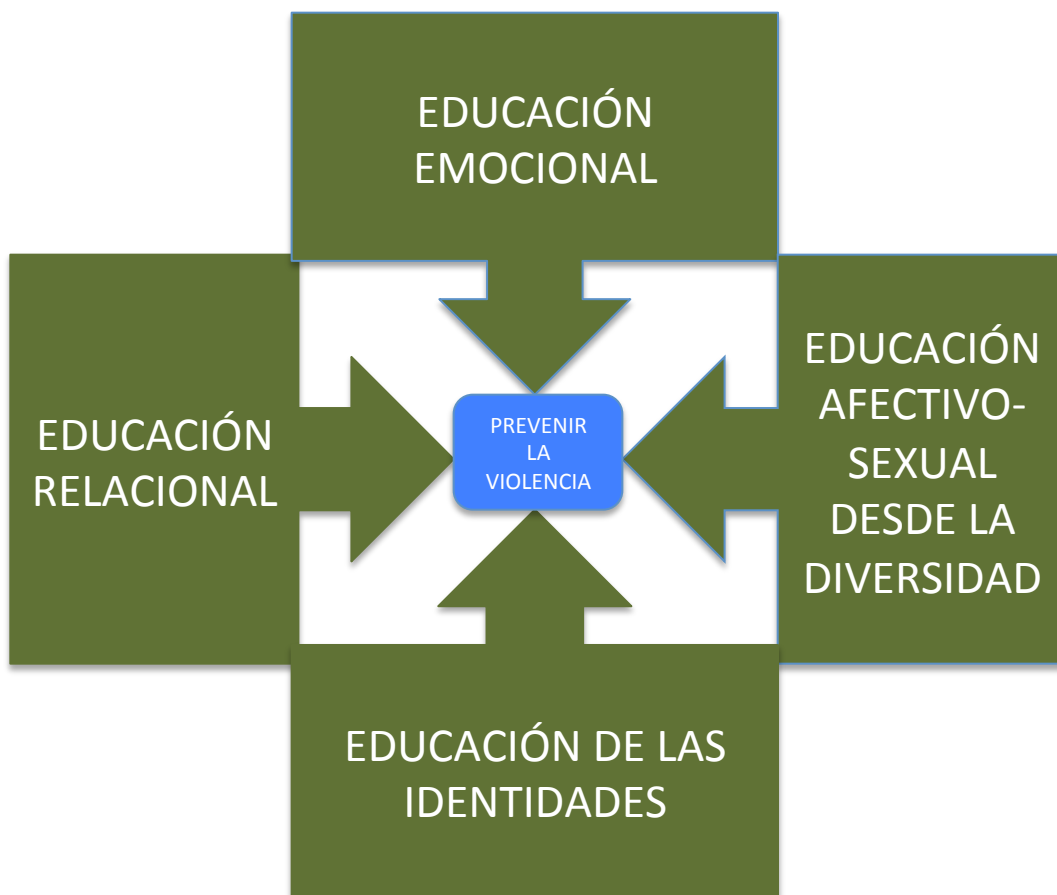 EDUCACIÓN
EMOCIONAL
EDUCACIÓN
RELACIONAL
PREVENIR
LA
VIOLENCIA
EDUCACIÓN
AFECTIVO-
SEXUAL
DESDE LA
DIVERSIDAD
EDUCACIÓN DE LAS
IDENTIDADES